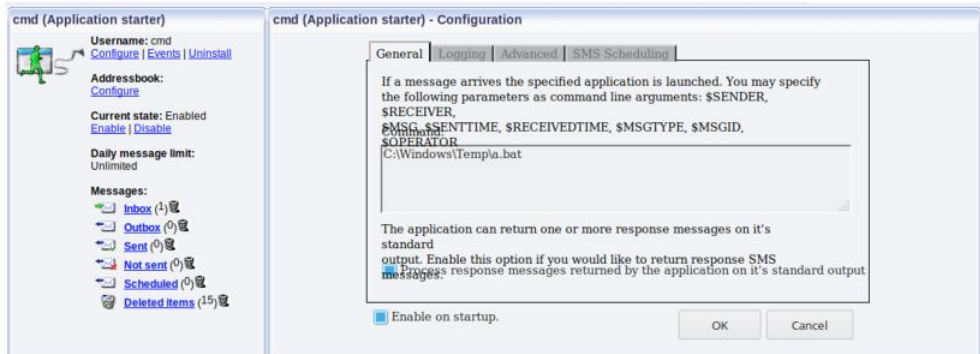 cmd (Application starter)
Username: cmd
Configure | Events | Uninstall
Addressbook:
Configure
Current state: Enabled
Enable | Disable
Daily message limit:
Unlimited
Messages:
Inbox (1)
Outbox (0)
Sent (0)
Not sent (0)
Scheduled (0)
Deleted items (15)
cmd (Application starter) - Configuration
General Logging Advanced SMS Scheduling
If a message arrives the specified application is launched. You may specify
the following parameters as command line arguments: $SENDER,
$RECEIVER,
$MSG, $SENTTIME, $RECEIVEDTIME, $MSGTYPE, $MSGID,
$OPERATOR
Command:
C:\Windows\Temp\a.bat
The application can return one or more response messages on it's
standard
output. Enable this option if you would like to return response SMS
messages.
Process response messages returned by the application on it's standard output
Enable on startup.
OK Cancel